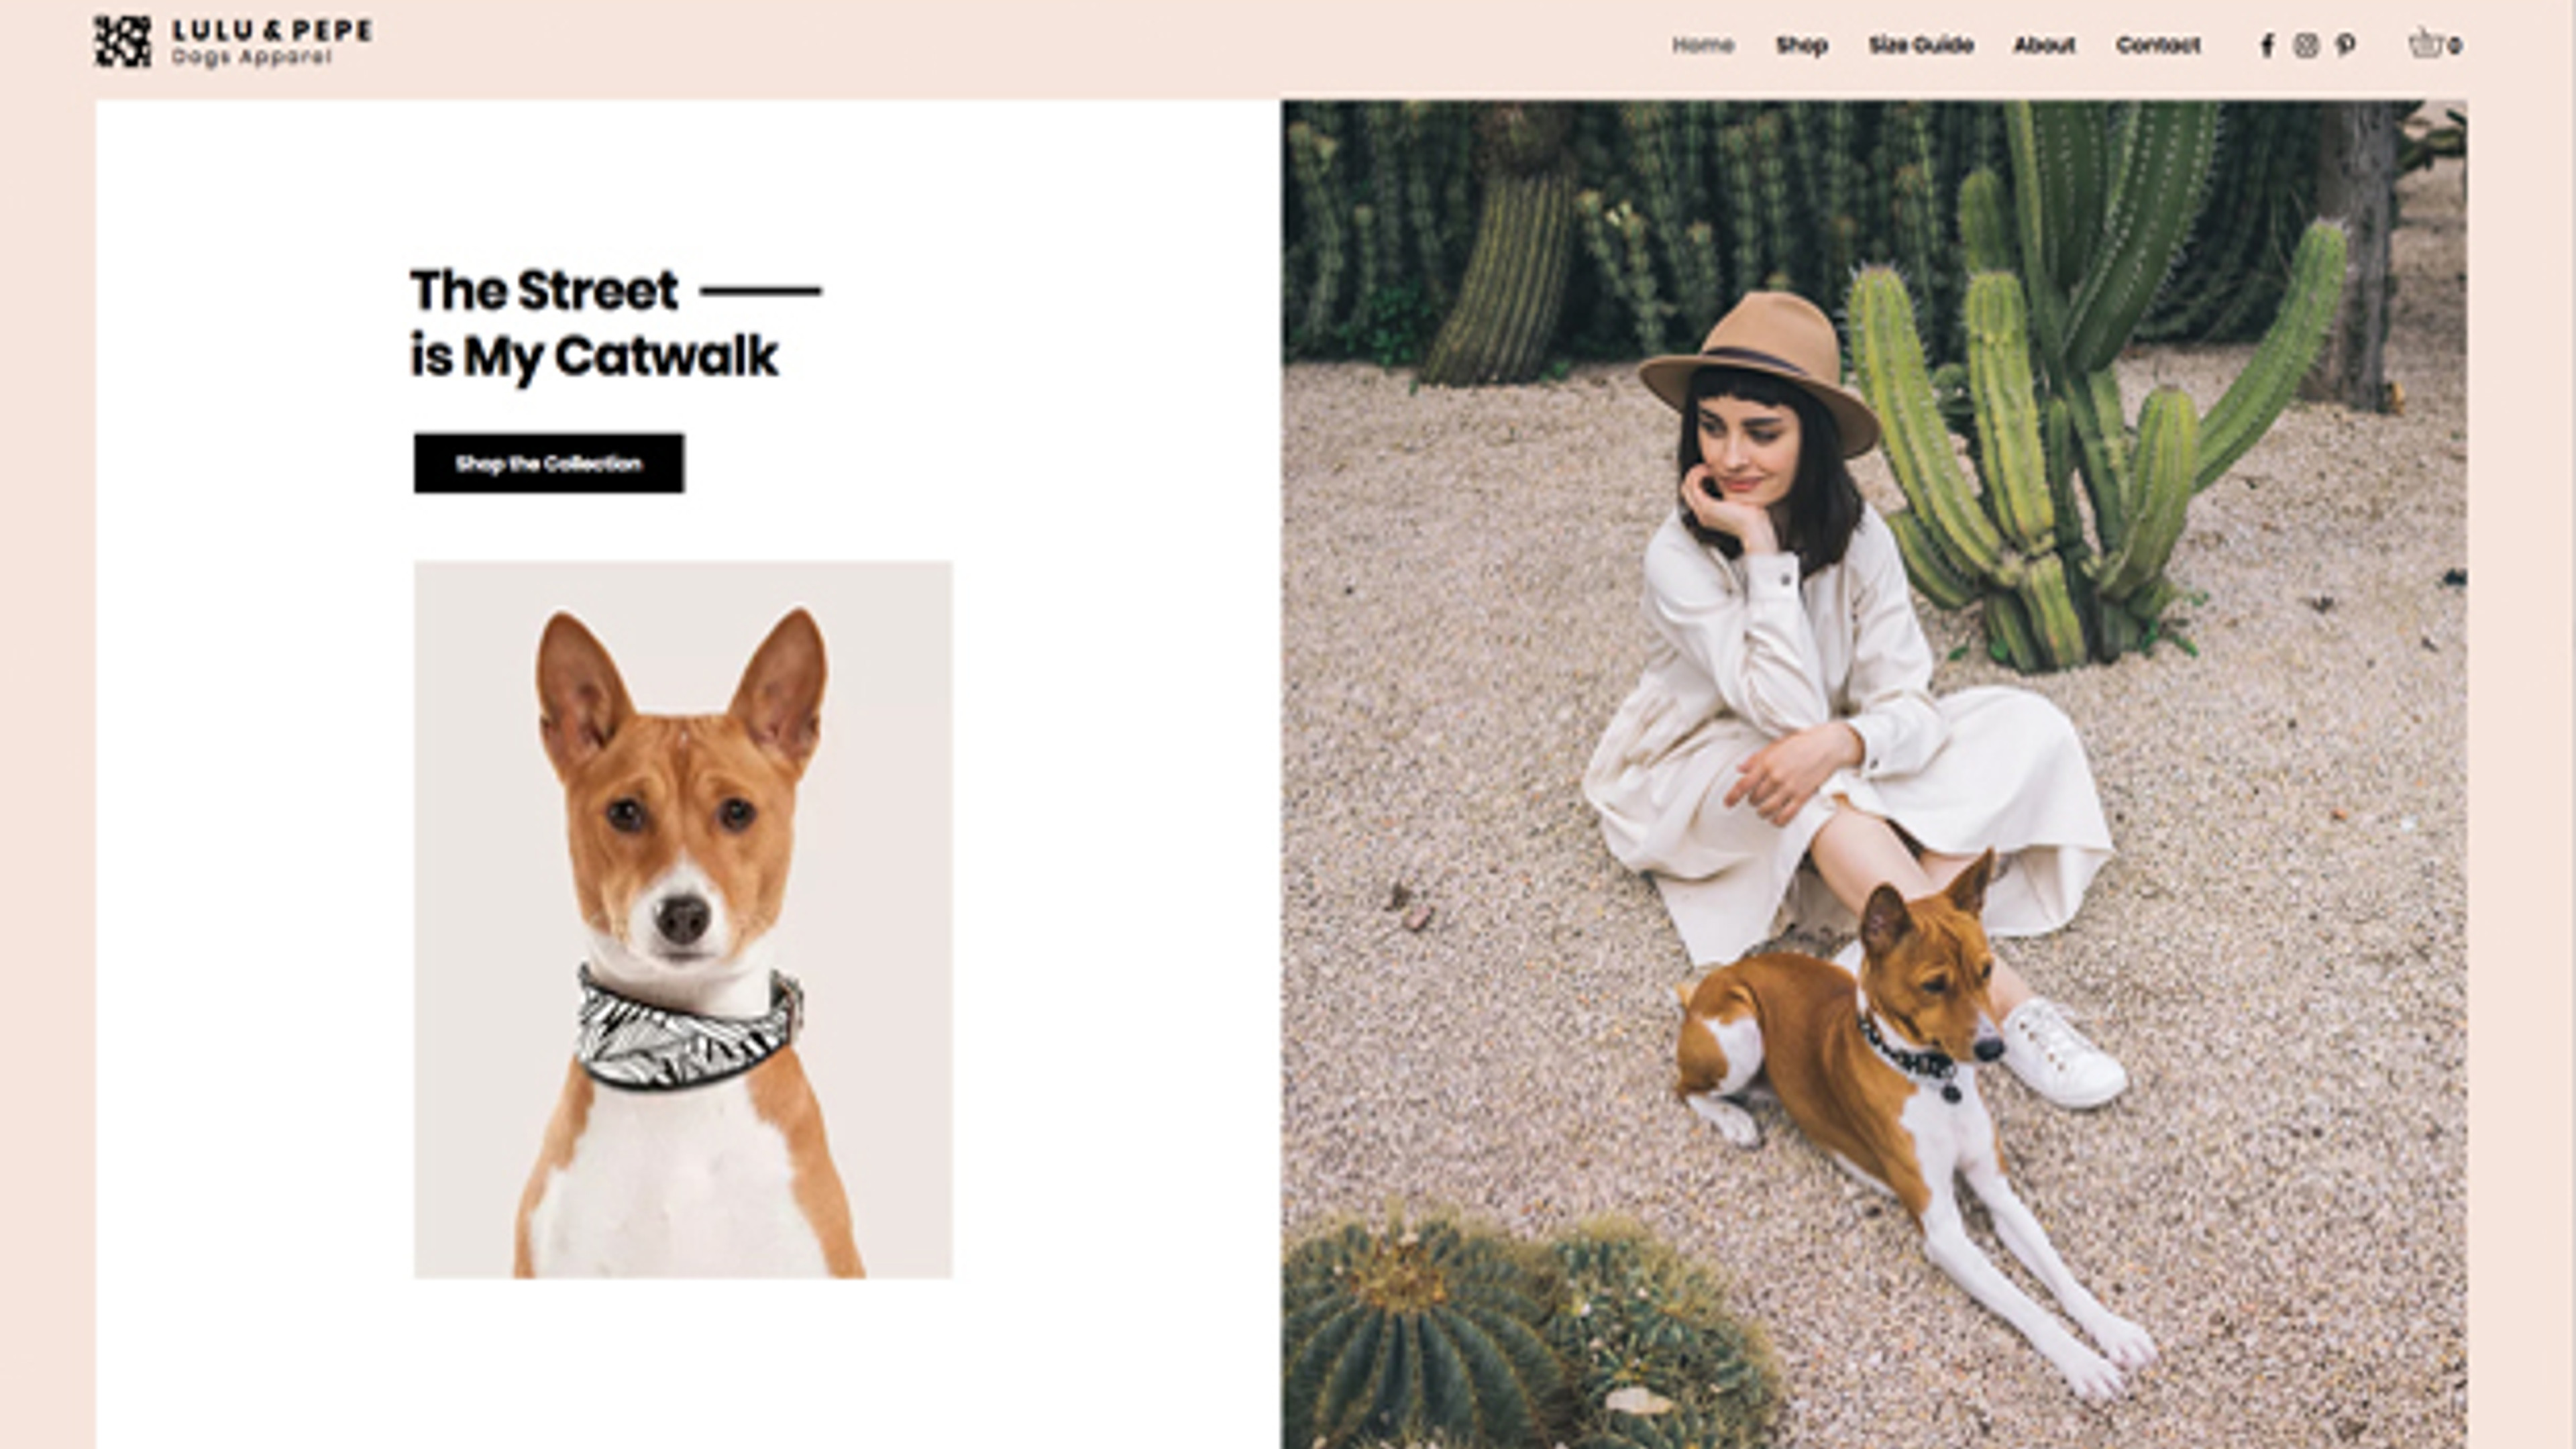 LULU & PEPE
Dogs Apparel
Home Shop Size Guide About Contact 0
The Street
is My Catwalk
Shop the Collection